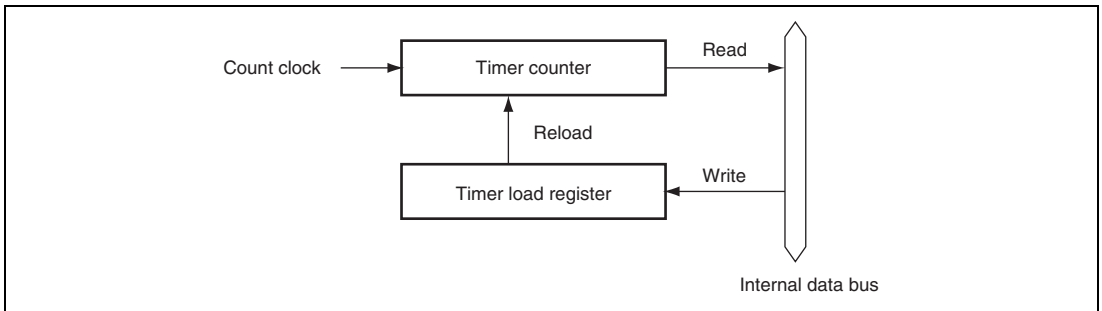 Read
Count clock
Timer counter
Reload
Write
Timer load register
Internal data bus